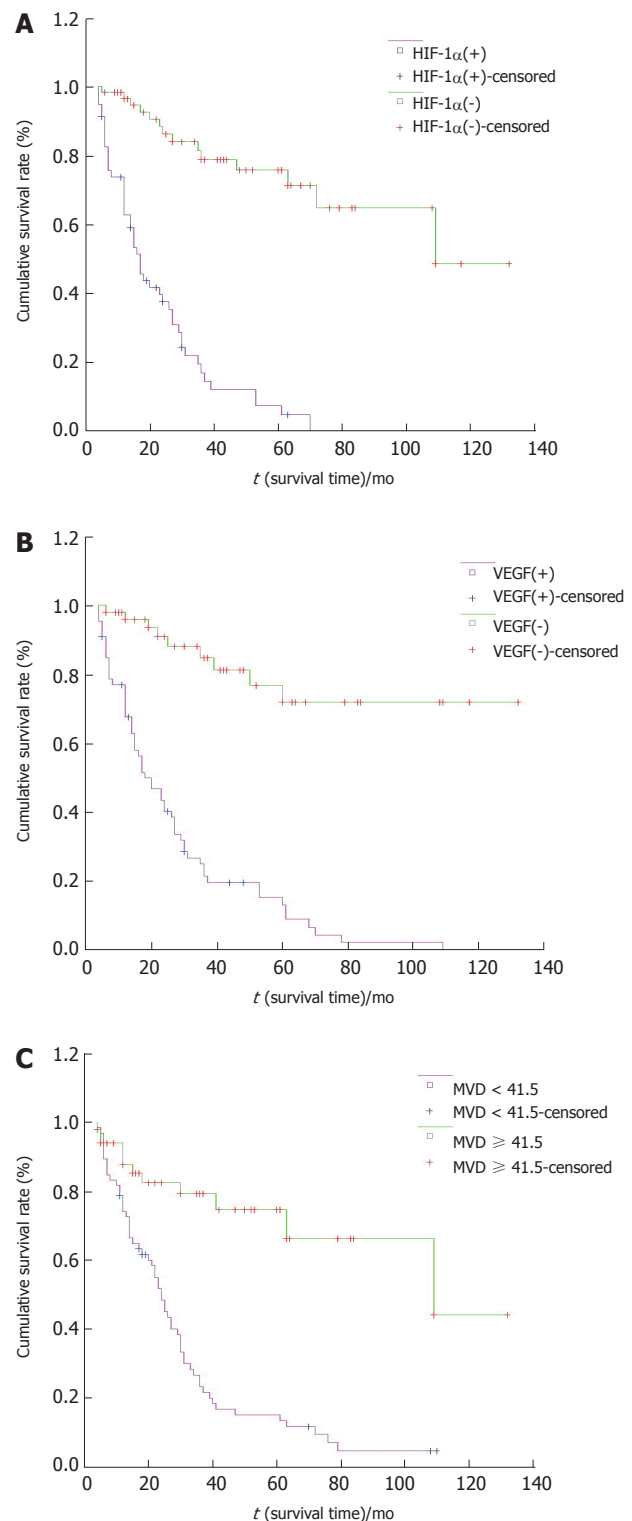 A
1.2
1.0
0.8
0.6
0.4
0.2
0.0
Cumulative survival rate (%)
HIF-1α(+)
HIF-1α(+)-censored
HIF-1α(-)
HIF-1α(-)-censored
0 20 40 60 80 100 120 140
t (survival time)/mo
B
1.2
1.0
0.8
0.6
0.4
0.2
0.0
Cumulative survival rate (%)
VEGF(+)
VEGF(+)-censored
VEGF(-)
VEGF(-)-censored
0 20 40 60 80 100 120 140
t (survival time)/mo
C
1.2
1.0
0.8
0.6
0.4
0.2
0.0
Cumulative survival rate (%)
MVD < 41.5
MVD < 41.5-censored
MVD ⩾ 41.5
MVD ⩾ 41.5-censored
0 20 40 60 80 100 120 140
t (survival time)/mo